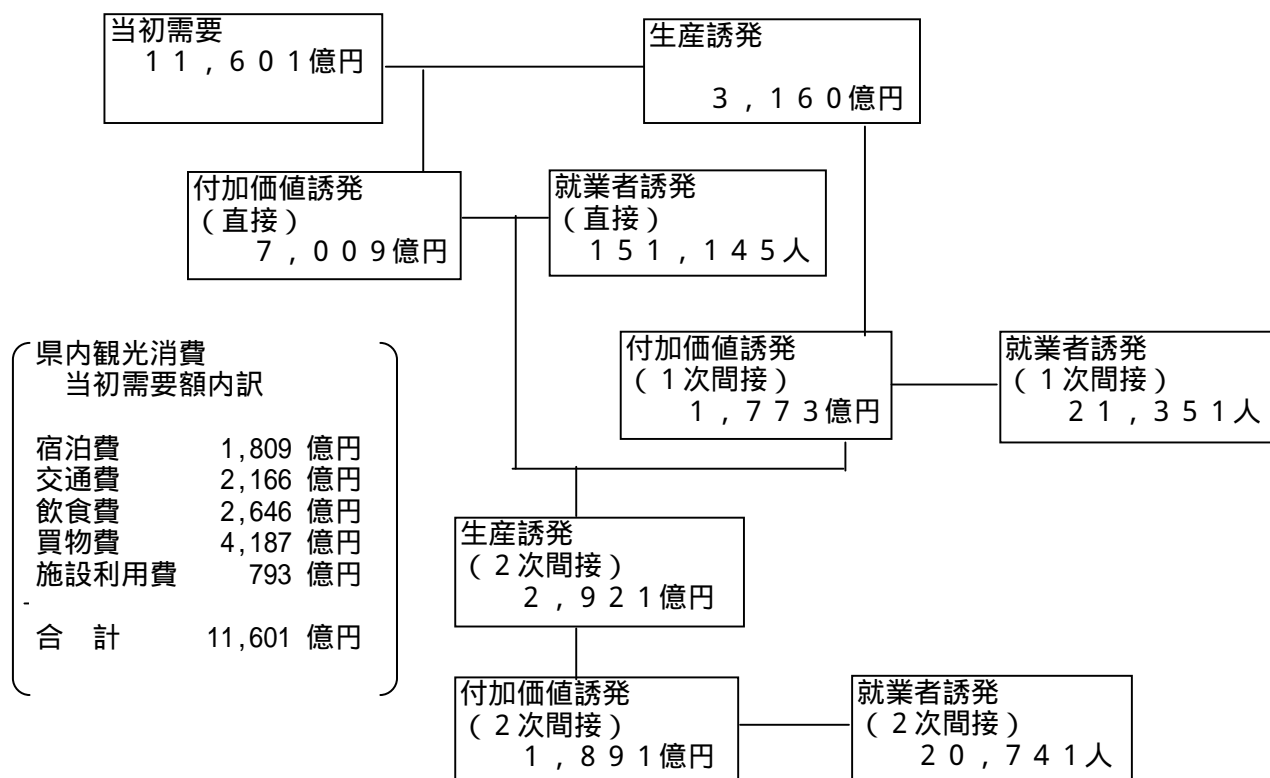 当初需要
11,601億円
生産誘発
3,160億円
付加価値誘発
(直接)
7,009億円
就業者誘発
(直接)
151,145人
付加価値誘発
(1次間接)
1,773億円
就業者誘発
(1次間接)
21,351人
県内観光消費
当初需要額内訳
宿泊費 1,809 億円
交通費 2,166 億円
飲食費 2,646 億円
買物費 4,187 億円
施設利用費 793 億円
-
合 計 11,601 億円
生産誘発
(2次間接)
2,921億円
付加価値誘発
(2次間接)
1,891億円
就業者誘発
(2次間接)
20,741人